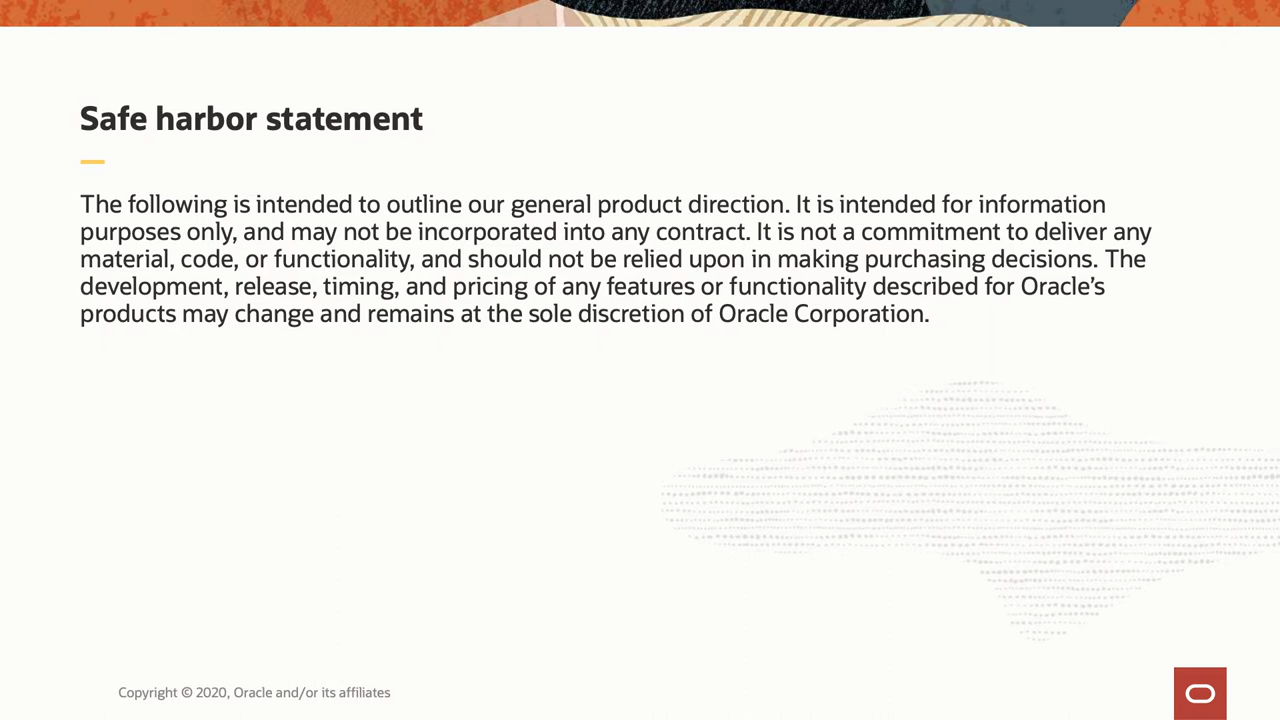 Safe harbor statement
The following is intended to outline our general product direction. It is intended for information
purposes only, and may not be incorporated into any contract. It is not a commitment to deliver any
material, code, or functionality, and should not be relied upon in making purchasing decisions. The
development, release, timing, and pricing of any features or functionality described for Oracle’s
products may change and remains at the sole discretion of Oracle Corporation.
Copyright © 2020, Oracle and/or its affiliates